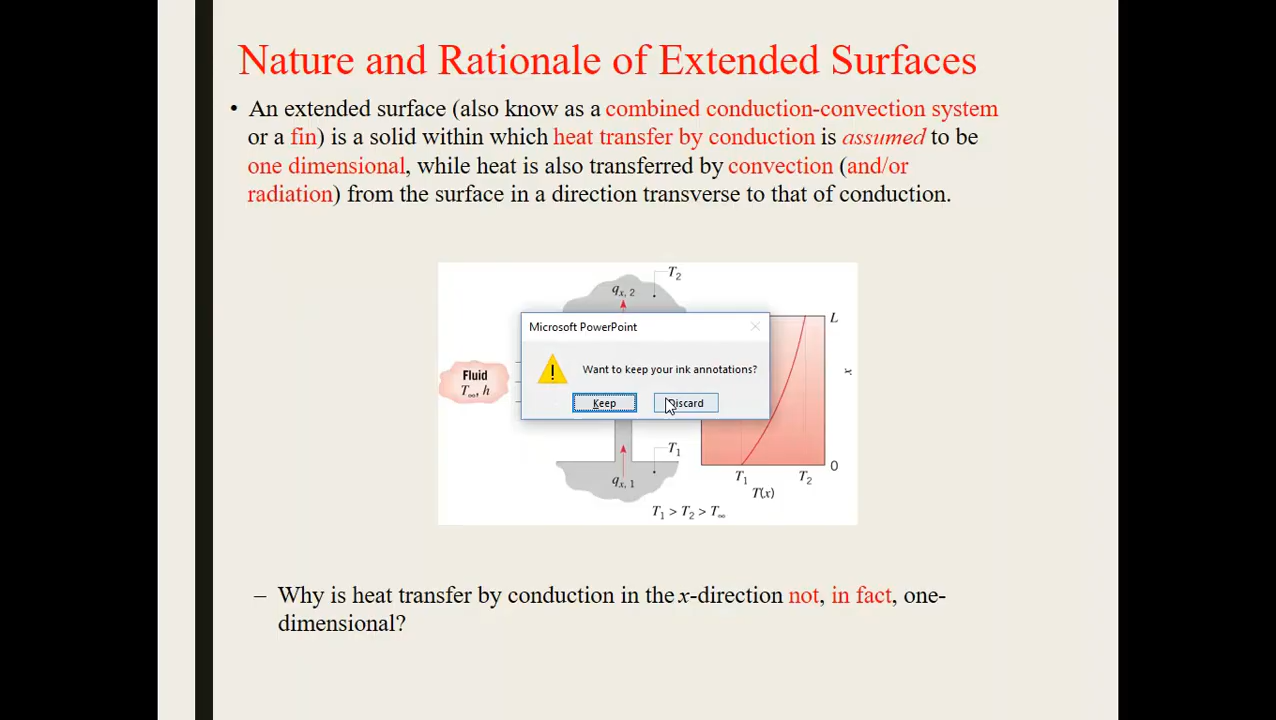 Nature and Rationale of Extended Surfaces
• An extended surface (also know as a combined conduction-convection system
or a fin) is a solid within which heat transfer by conduction is assumed to be
one dimensional, while heat is also transferred by convection (and/or
radiation) from the surface in a direction transverse to that of conduction.
T2
qx, 2
L
Microsoft PowerPoint
Want to keep your ink annotations?
Keep
Discard
Fluid
T∞, h
x
T1
qx, 1
0
T1 T2
T(x)
T1 > T2 > T∞
– Why is heat transfer by conduction in the x-direction not, in fact, one-
dimensional?